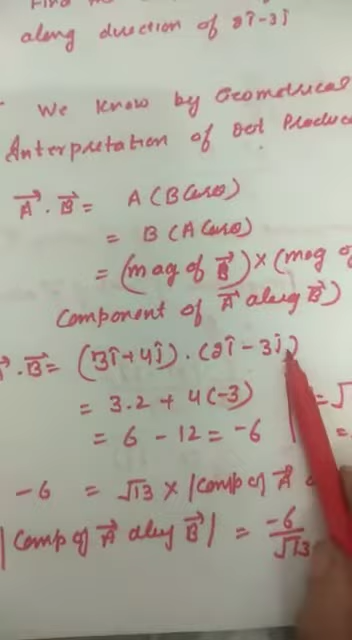 Find
along direction of 2î-3ĵ
We know by Geometrical
Interpretation of Dot Produc
A⃗ . B⃗ = A (B Cosθ)
= B (A Cosθ)
= (mag of B⃗) × (mag of
Component of A⃗ along B⃗)
. B⃗ = (3î+4ĵ) . (2î - 3ĵ)
= 3.2 + 4(-3) = √
= 6 - 12 = -6 =
-6 = √13 × |Comp of A⃗
|Comp of A⃗ along B⃗| = -6/√13